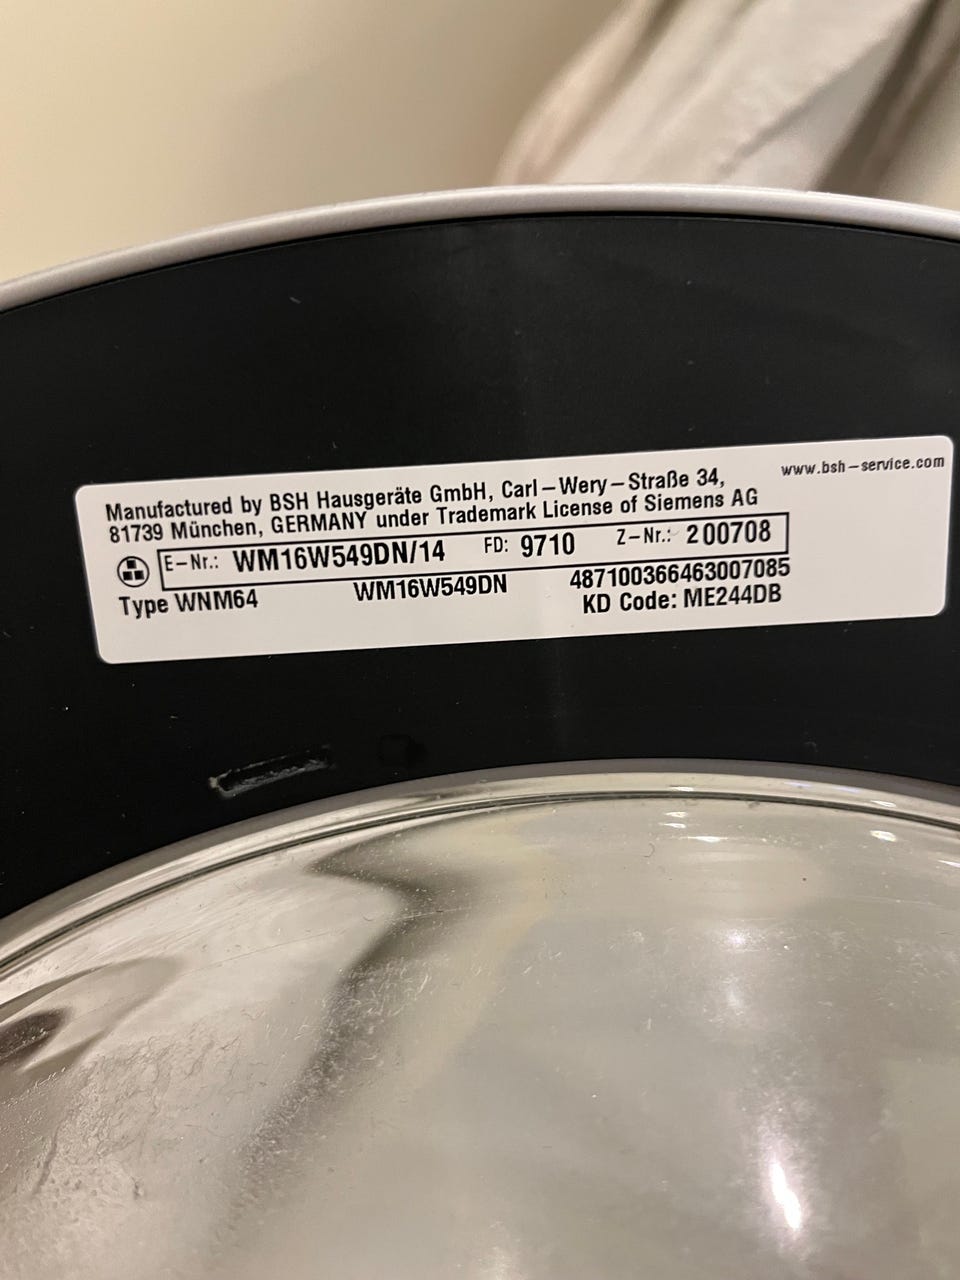 www.bsh-service.com
Manufactured by BSH Hausgeräte GmbH, Carl-Wery-Straße 34,
81739 München, GERMANY under Trademark License of Siemens AG
E-Nr.: WM16W549DN/14 FD: 9710 Z-Nr.: 200708
Type WNM64 WM16W549DN 487100366463007085
KD Code: ME244DB